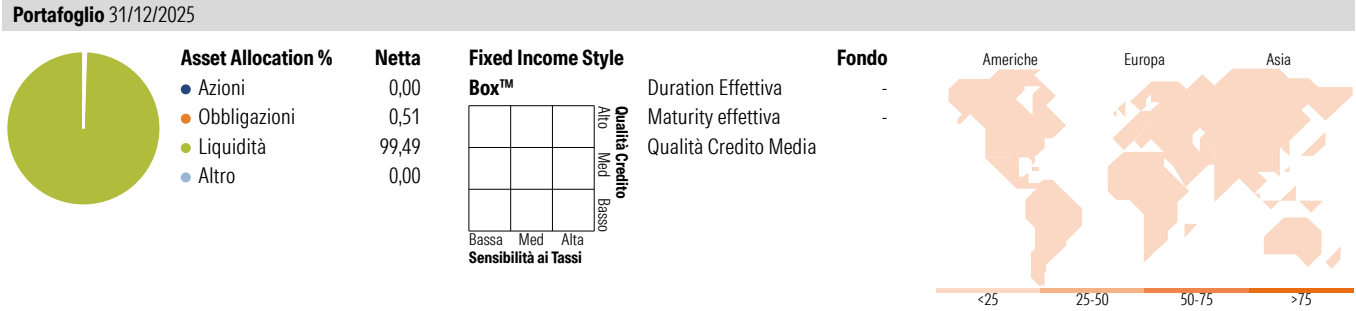 Portafoglio 31/12/2025
Asset Allocation % Netta
Azioni 0,00
Obbligazioni 0,51
Liquidità 99,49
Altro 0,00
Fixed Income Style
Box™
Alto
Med
Basso
Qualità Credito
Bassa Med Alta
Sensibilità ai Tassi
Fondo
Duration Effettiva -
Maturity effettiva -
Qualità Credito Media
Americhe Europa Asia
<25 25-50 50-75 >75